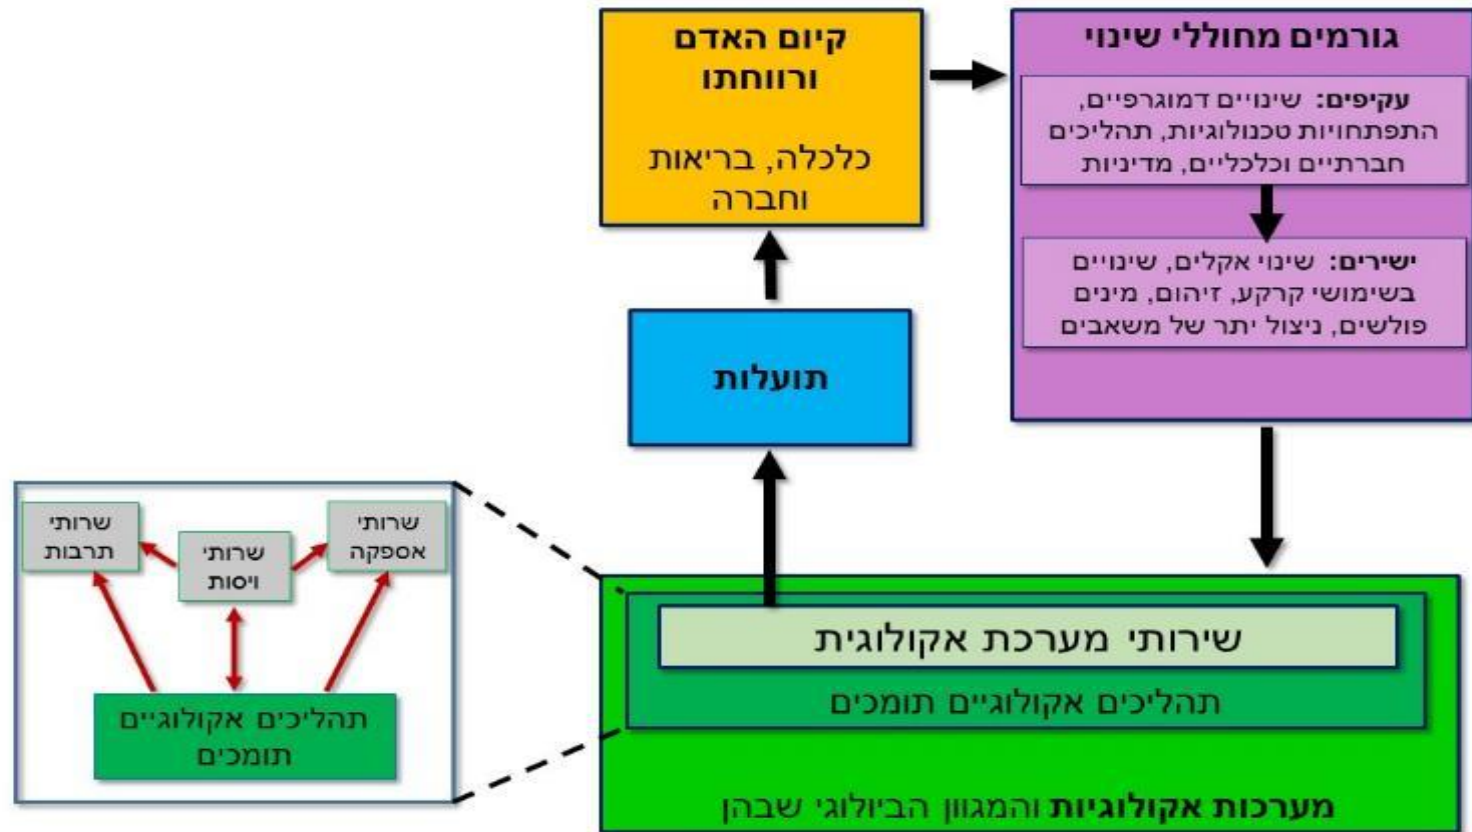 גורמים מחוללי שינוי
עקיפים: שינויים דמוגרפיים,
התפתחויות טכנולוגיות, תהליכים
חברתיים וכלכליים, מדיניות
ישירים: שינוי אקלים, שינויים
בשימושי קרקע, זיהום, מינים
פולשים, ניצול יתר של משאבים
קיום האדם
ורווחתו
כלכלה, בריאות
וחברה
תועלות
שירותי מערכת אקולוגית
תהליכים אקולוגיים תומכים
מערכות אקולוגיות והמגוון הביולוגי שבהן
שרותי
אספקה
שרותי
ויסות
שרותי
תרבות
תהליכים אקולוגיים
תומכים